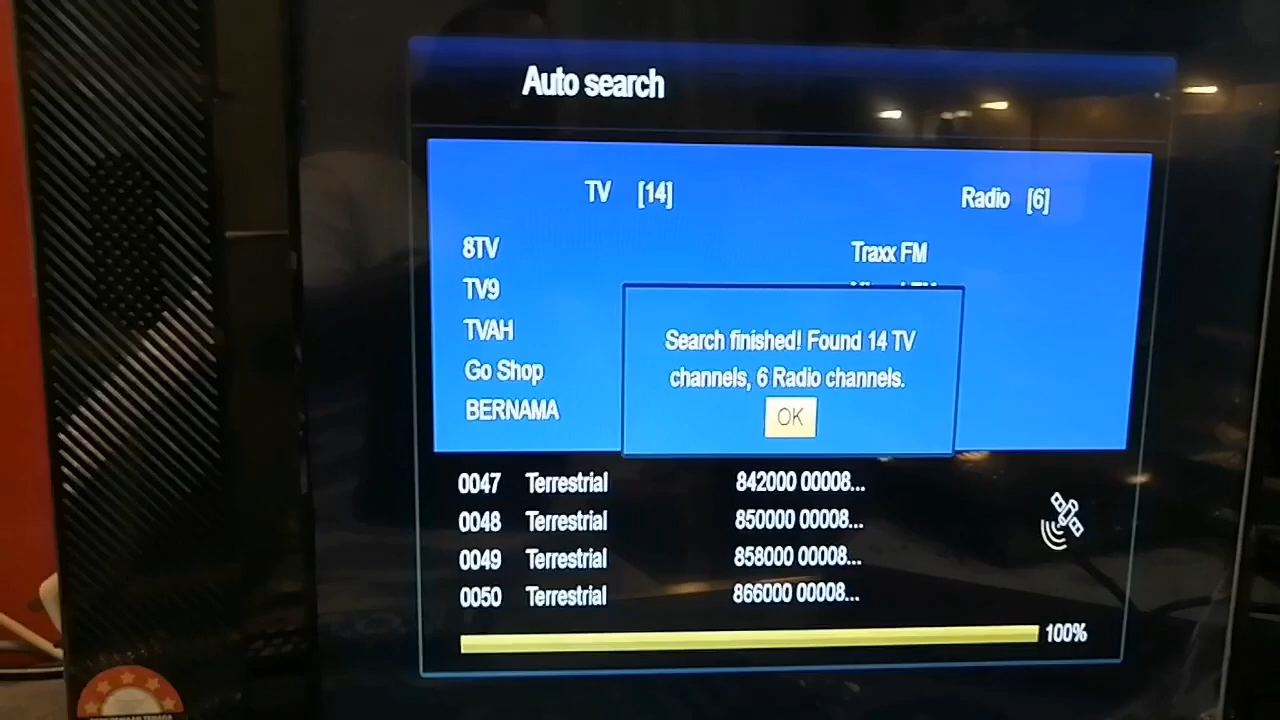 Auto search
TV [14]
Radio [6]
8TV
TV9
TVAH
Go Shop
BERNAMA
Traxx FM
Search finished! Found 14 TV
channels, 6 Radio channels.
OK
0047 Terrestrial 842000 00008...
0048 Terrestrial 850000 00008...
0049 Terrestrial 858000 00008...
0050 Terrestrial 866000 00008...
100%